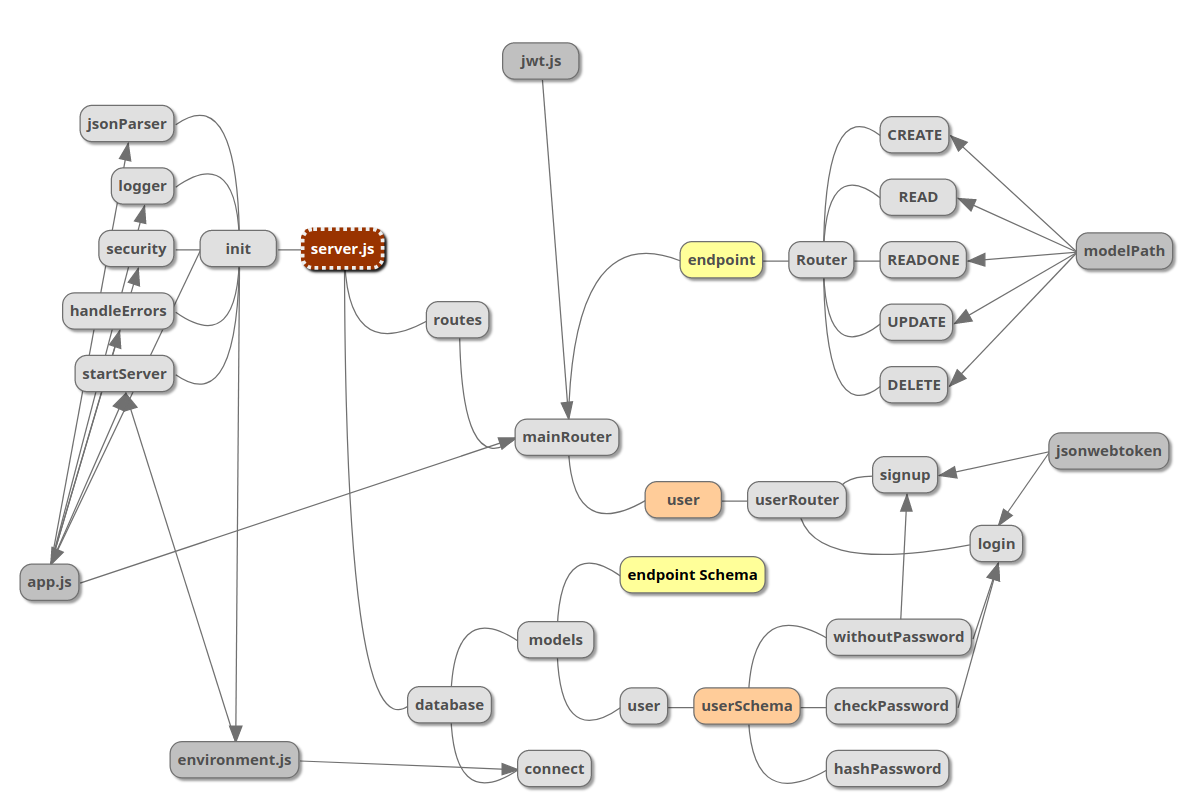 jwt.js
jsonParser
logger
security
handleErrors
startServer
init
server.js
routes
mainRouter
app.js
environment.js
endpoint
Router
CREATE
READ
READONE
UPDATE
DELETE
modelPath
user
userRouter
signup
login
jsonwebtoken
database
models
connect
endpoint Schema
user
userSchema
withoutPassword
checkPassword
hashPassword